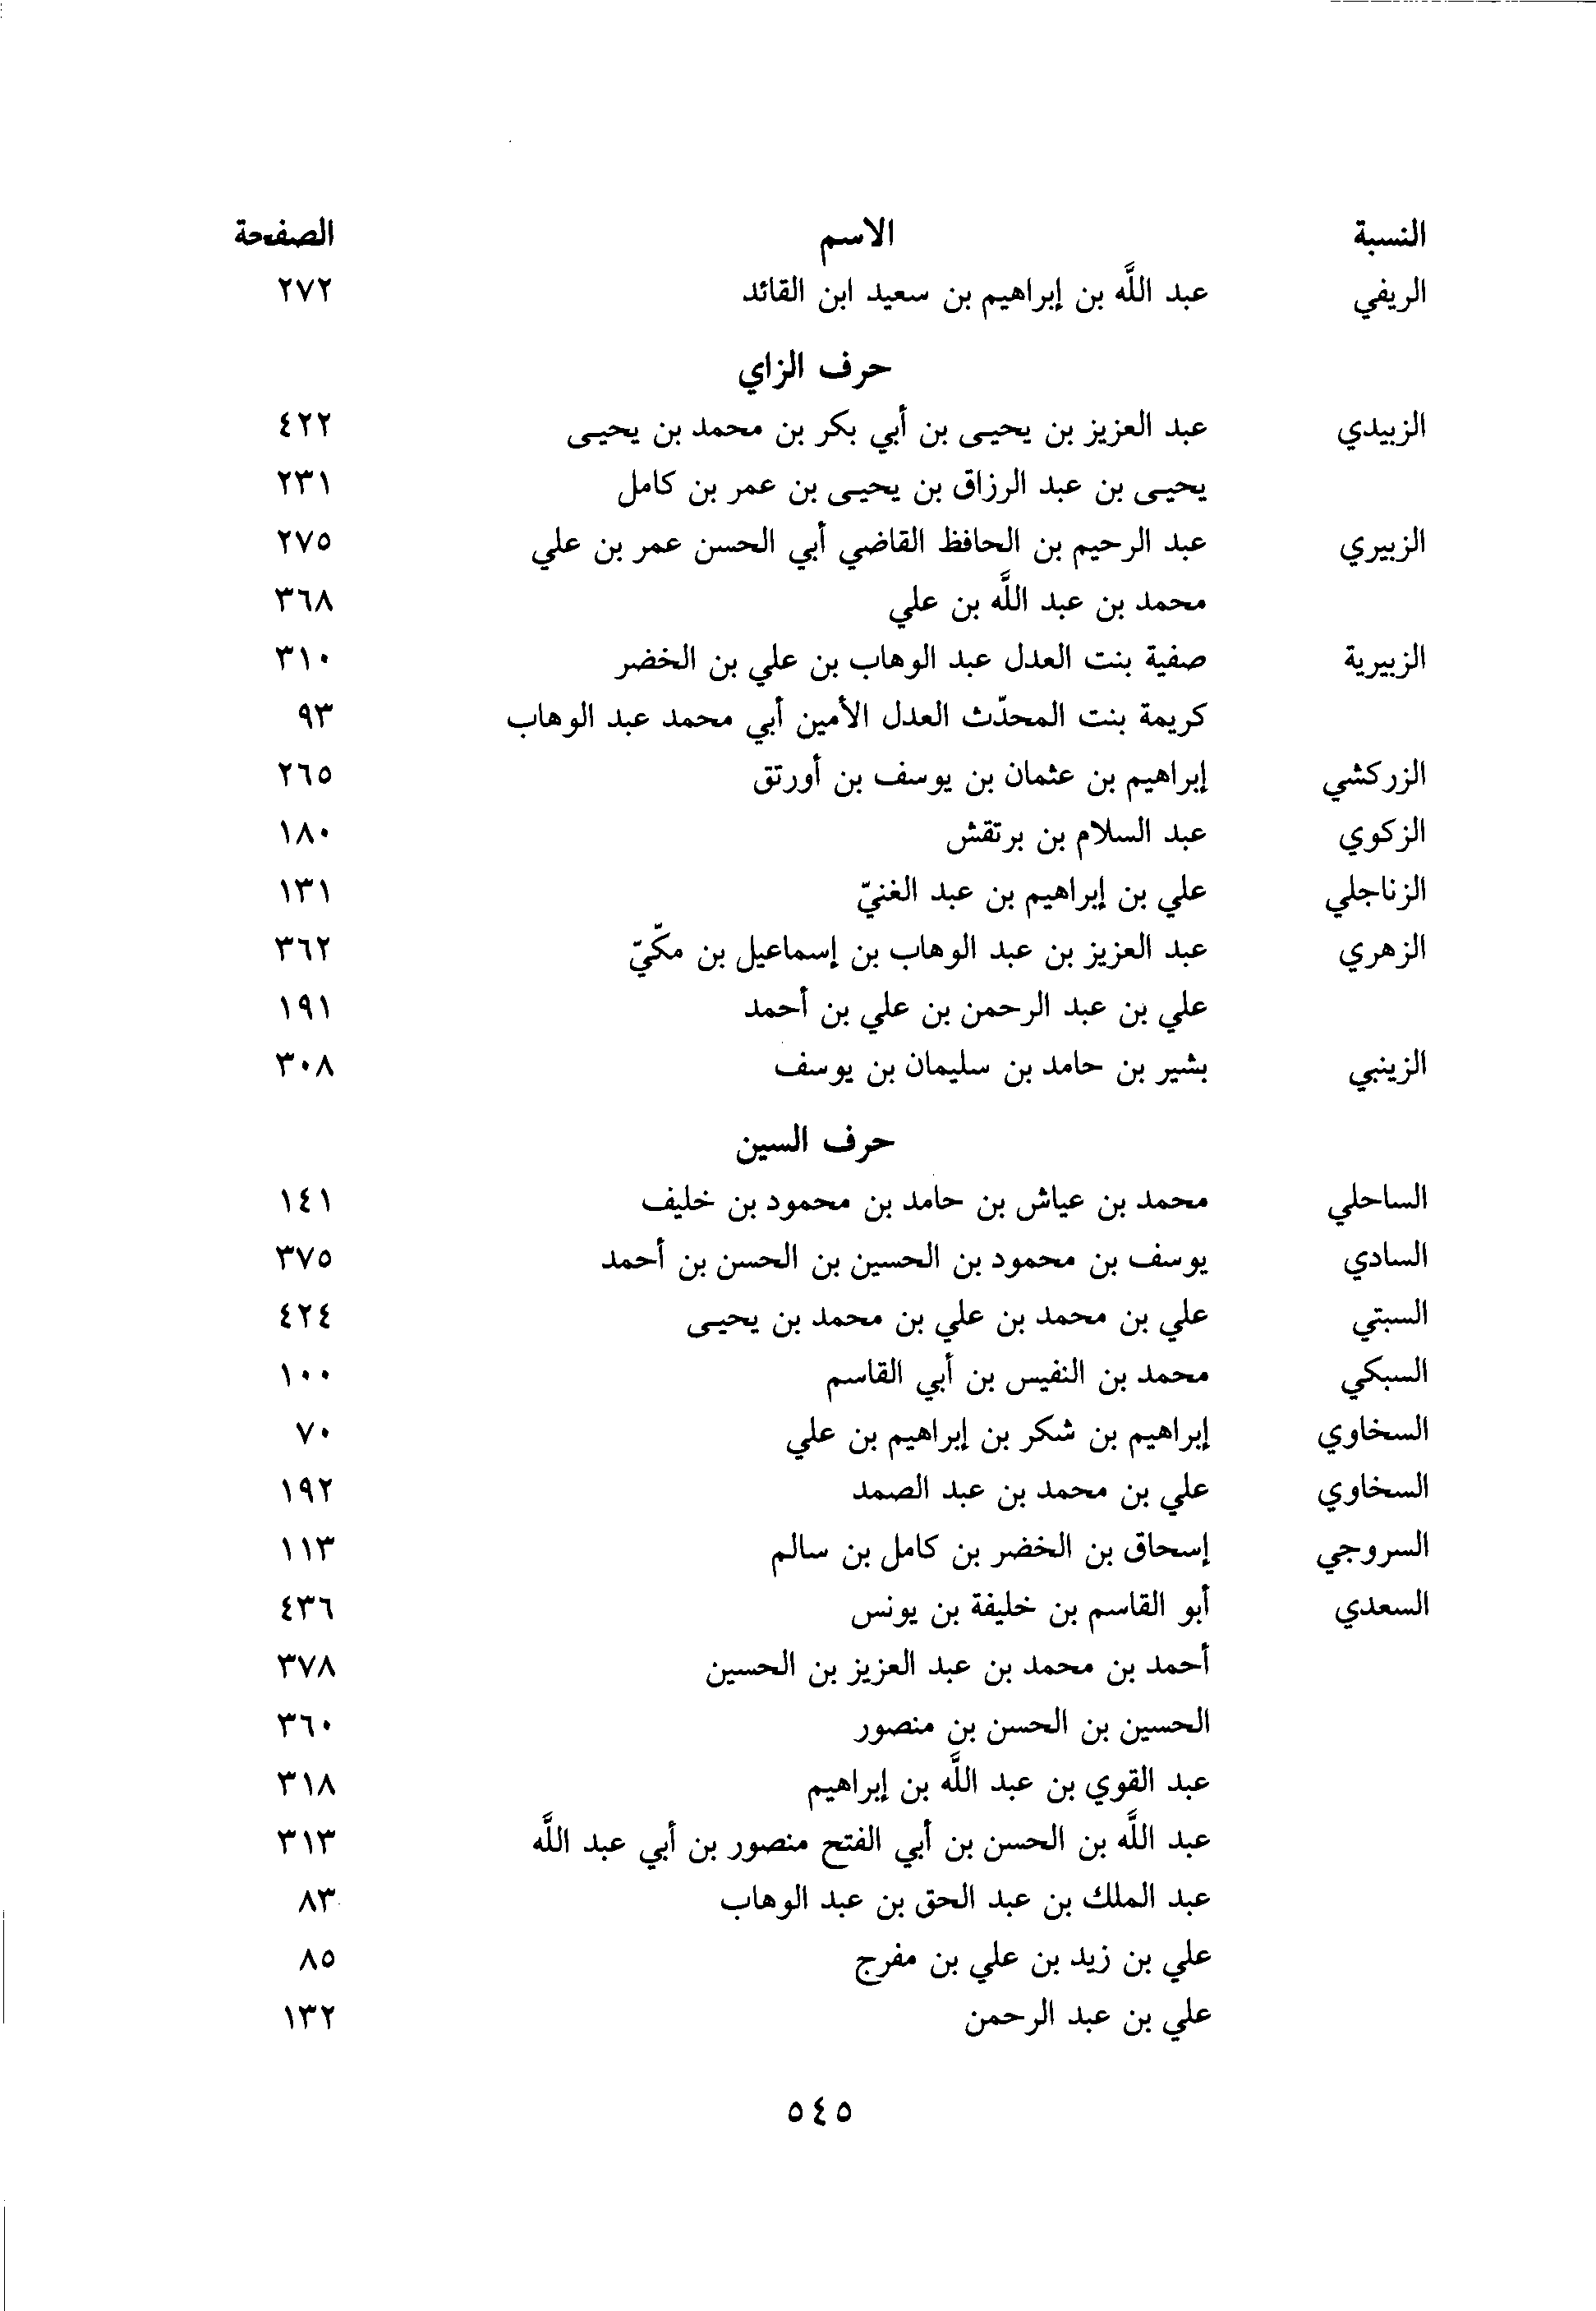 النسبة الاسم الصفحة
الريفي عبد اللَّه بن إبراهيم بن سعيد ابن القائد ٢٧٢
حرف الزاي
الزبيدي عبد العزيز بن يحيى بن أبي بكر بن محمد بن يحيى ٤٢٢
يحيى بن عبد الرزاق بن يحيى بن عمر بن كامل ٢٣١
الزبيري عبد الرحيم بن الحافظ القاضي أبي الحسن عمر بن علي ٢٧٥
محمد بن عبد اللَّه بن علي ٣٦٨
الزبيرية صفية بنت العدل عبد الوهاب بن علي بن الخضر ٣١٠
كريمة بنت المحدّث العدل الأمين أبي محمد عبد الوهاب ٩٣
الزركشي إبراهيم بن عثمان بن يوسف بن أورتق ٢٦٥
الزكوي عبد السلام بن برتقش ١٨٠
الزناجلي علي بن إبراهيم بن عبد الغنيّ ١٣١
الزهري عبد العزيز بن عبد الوهاب بن إسماعيل بن مكّيّ ٣٦٢
علي بن عبد الرحمن بن علي بن أحمد ١٩١
الزينبي بشير بن حامد بن سليمان بن يوسف ٣٠٨
حرف السين
الساحلي محمد بن عياش بن حامد بن محمود بن خليف ١٤١
السادي يوسف بن محمود بن الحسين بن الحسن بن أحمد ٣٧٥
السبتي علي بن محمد بن علي بن محمد بن يحيى ٤٢٤
السبكي محمد بن النفيس بن أبي القاسم ١٠٠
السخاوي إبراهيم بن شكر بن إبراهيم بن علي ٧٠
السخاوي علي بن محمد بن عبد الصمد ١٩٢
السروجي إسحاق بن الخضر بن كامل بن سالم ١١٣
السعدي أبو القاسم بن خليفة بن يونس ٤٣٦
أحمد بن محمد بن عبد العزيز بن الحسين ٣٧٨
الحسين بن الحسن بن منصور ٣٦٠
عبد القوي بن عبد اللَّه بن إبراهيم ٣١٨
عبد اللَّه بن الحسن بن أبي الفتح منصور بن أبي عبد اللَّه ٣١٣
عبد الملك بن عبد الحق بن عبد الوهاب ٨٣
علي بن زيد بن علي بن مفرج ٨٥
علي بن عبد الرحمن ١٣٢
٥٤٥